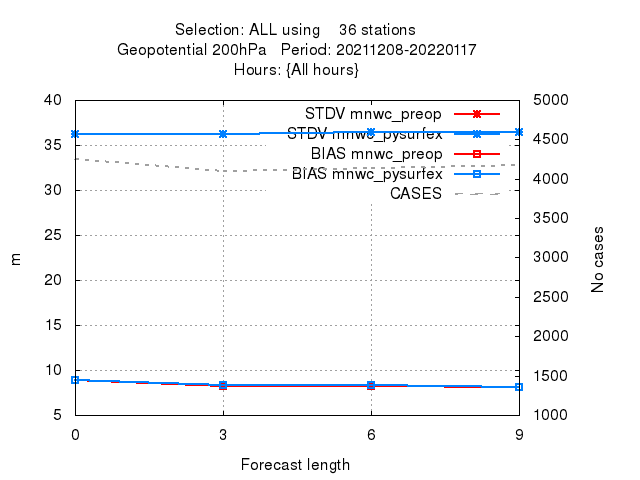 Selection: ALL using 36 stations
Geopotential 200hPa Period: 20211208-20220117
Hours: {All hours}
40 5000
STDV mnwc_preop
STDV mnwc_pysurfex
35 4500
BIAS mnwc_preop
BIAS mnwc_pysurfex
4000
30 CASES
3500
25 3000
m No cases
20 2500
15 2000
10 1500
5 1000
0 3 6 9
Forecast length